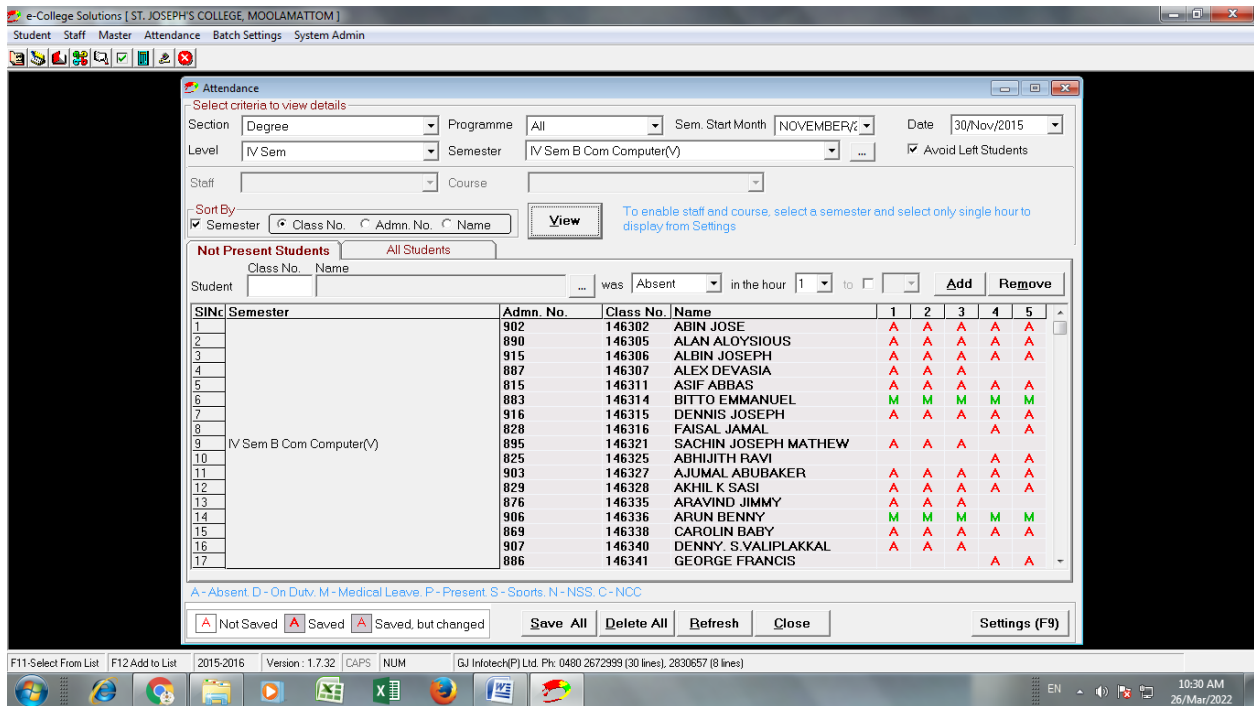 e-College Solutions [ ST. JOSEPH'S COLLEGE, MOOLAMATTOM ]
Student Staff Master Attendance Batch Settings System Admin
Attendance
Select criteria to view details
Section Degree Programme All Sem. Start Month NOVEMBER/2 Date 30/Nov/2015
Level IV Sem Semester IV Sem B Com Computer(V) ... Avoid Left Students
Staff Course
Sort By
Semester Class No. Admn. No. Name View
To enable staff and course, select a semester and select only single hour to
display from Settings
Not Present Students All Students
Class No. Name
Student ... was Absent in the hour 1 to Add Remove
SlNo Semester Admn. No. Class No. Name 1 2 3 4 5
1 902 146302 ABIN JOSE A A A A A
2 890 146305 ALAN ALOYSIOUS A A A A A
3 915 146306 ALBIN JOSEPH A A A A A
4 887 146307 ALEX DEVASIA A A A
5 815 146311 ASIF ABBAS A A A A A
6 883 146314 BITTO EMMANUEL M M M M M
7 916 146315 DENNIS JOSEPH A A A A A
8 828 146316 FAISAL JAMAL A A
9 IV Sem B Com Computer(V) 895 146321 SACHIN JOSEPH MATHEW A A A
10 825 146325 ABHIJITH RAVI A A
11 903 146327 AJUMAL ABUBAKER A A A A A
12 829 146328 AKHIL K SASI A A A A A
13 876 146335 ARAVIND JIMMY A A A
14 906 146336 ARUN BENNY M M M M M
15 869 146338 CAROLIN BABY A A A A A
16 907 146340 DENNY. S.VALIPLAKKAL A A A
17 886 146341 GEORGE FRANCIS A A
A - Absent. D - On Duty. M - Medical Leave. P - Present. S - Sports. N - NSS. C - NCC
A Not Saved A Saved A Saved, but changed Save All Delete All Refresh Close Settings (F9)
F11-Select From List F12 Add to List 2015-2016 Version : 1.7.32 CAPS NUM GJ Infotech(P) Ltd. Ph: 0480 2672999 (30 lines), 2830657 (8 lines)
EN 10:30 AM
26/Mar/2022